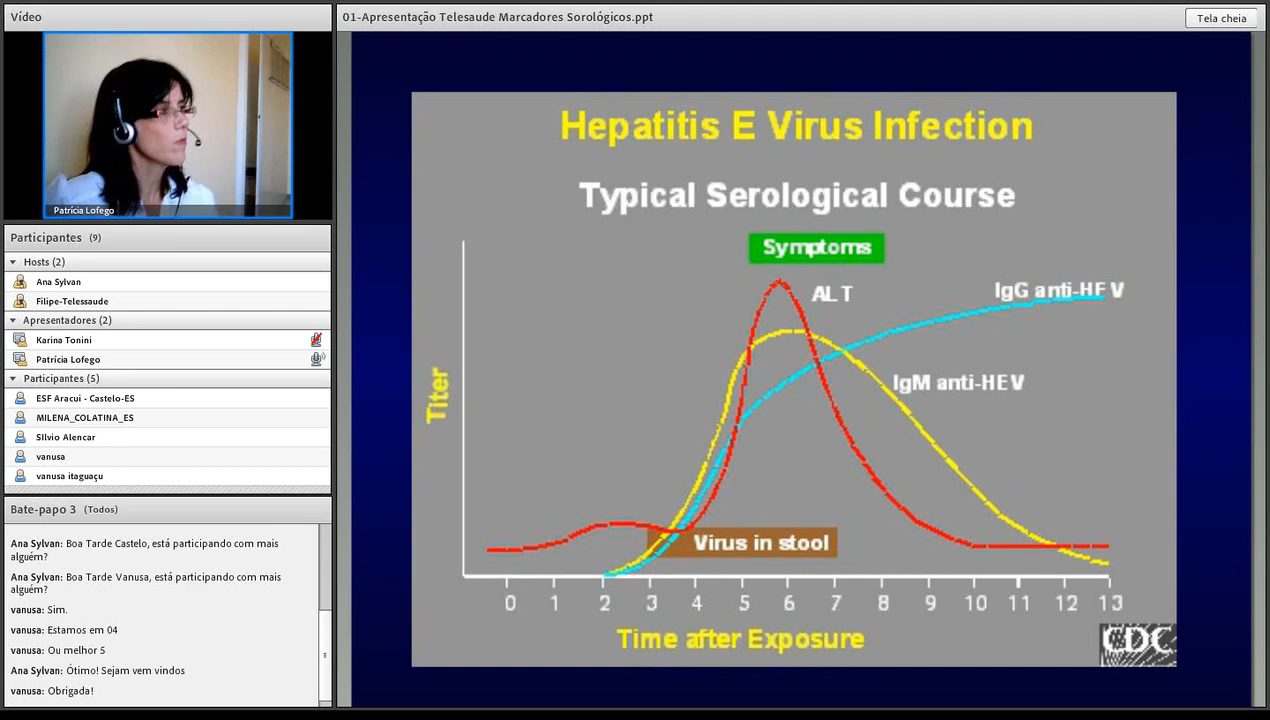 Vídeo
Patrícia Lofego
Participantes (9)
Hosts (2)
Ana Sylvan
Filipe-Telessaude
Apresentadores (2)
Karina Tonini
Patrícia Lofego
Participantes (5)
ESF Aracui - Castelo-ES
MILENA_COLATINA_ES
SIlvio Alencar
vanusa
vanusa itaguaçu
Bate-papo 3 (Todos)
Ana Sylvan: Boa Tarde Castelo, está participando com mais
alguém?
Ana Sylvan: Boa Tarde Vanusa, está participando com mais
alguém?
vanusa: Sim.
vanusa: Estamos em 04
vanusa: Ou melhor 5
Ana Sylvan: Ótimo! Sejam vem vindos
vanusa: Obrigada!
01-Apresentação Telesaude Marcadores Sorológicos.ppt
Tela cheia
Hepatitis E Virus Infection
Typical Serological Course
Symptoms
ALT
IgG anti-HEV
IgM anti-HEV
Titer
Virus in stool
0 1 2 3 4 5 6 7 8 9 10 11 12 13
Time after Exposure
CDC